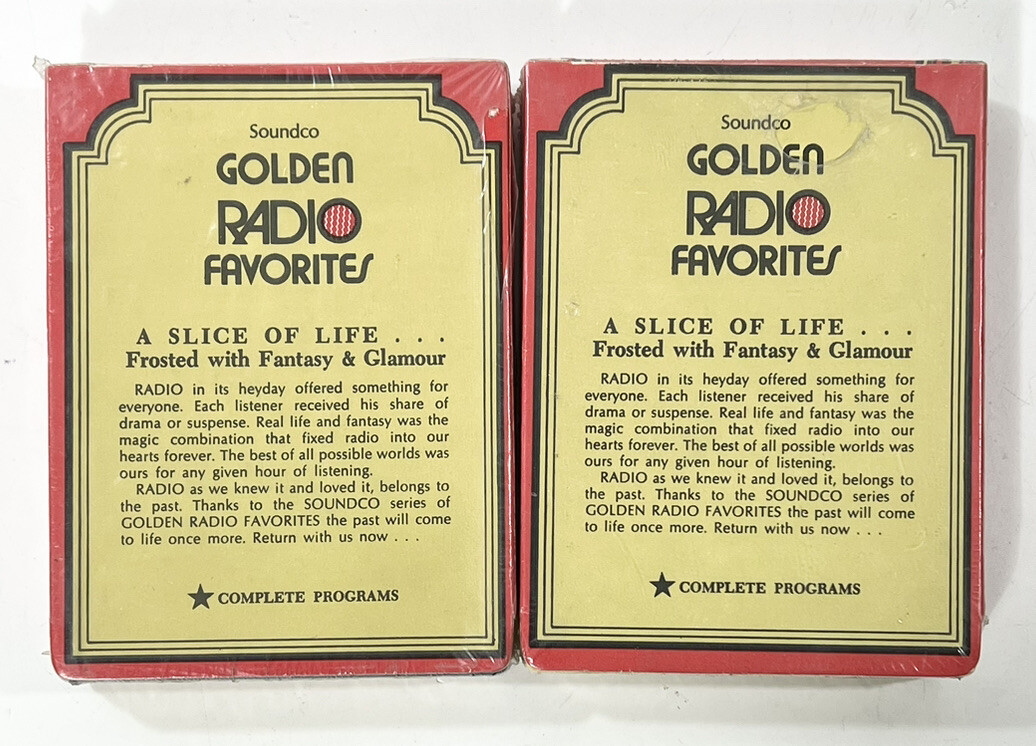 Soundco
GOLDEN
RADIO
FAVORITES
A SLICE OF LIFE . . .
Frosted with Fantasy & Glamour
RADIO in its heyday offered something for
everyone. Each listener received his share of
drama or suspense. Real life and fantasy was the
magic combination that fixed radio into our
hearts forever. The best of all possible worlds was
ours for any given hour of listening.
RADIO as we knew it and loved it, belongs to
the past. Thanks to the SOUNDCO series of
GOLDEN RADIO FAVORITES the past will come
to life once more. Return with us now . . .
★ COMPLETE PROGRAMS
Soundco
GOLDEN
RADIO
FAVORITES
A SLICE OF LIFE . . .
Frosted with Fantasy & Glamour
RADIO in its heyday offered something for
everyone. Each listener received his share of
drama or suspense. Real life and fantasy was the
magic combination that fixed radio into our
hearts forever. The best of all possible worlds was
ours for any given hour of listening.
RADIO as we knew it and loved it, belongs to
the past. Thanks to the SOUNDCO series of
GOLDEN RADIO FAVORITES the past will come
to life once more. Return with us now . . .
★ COMPLETE PROGRAMS